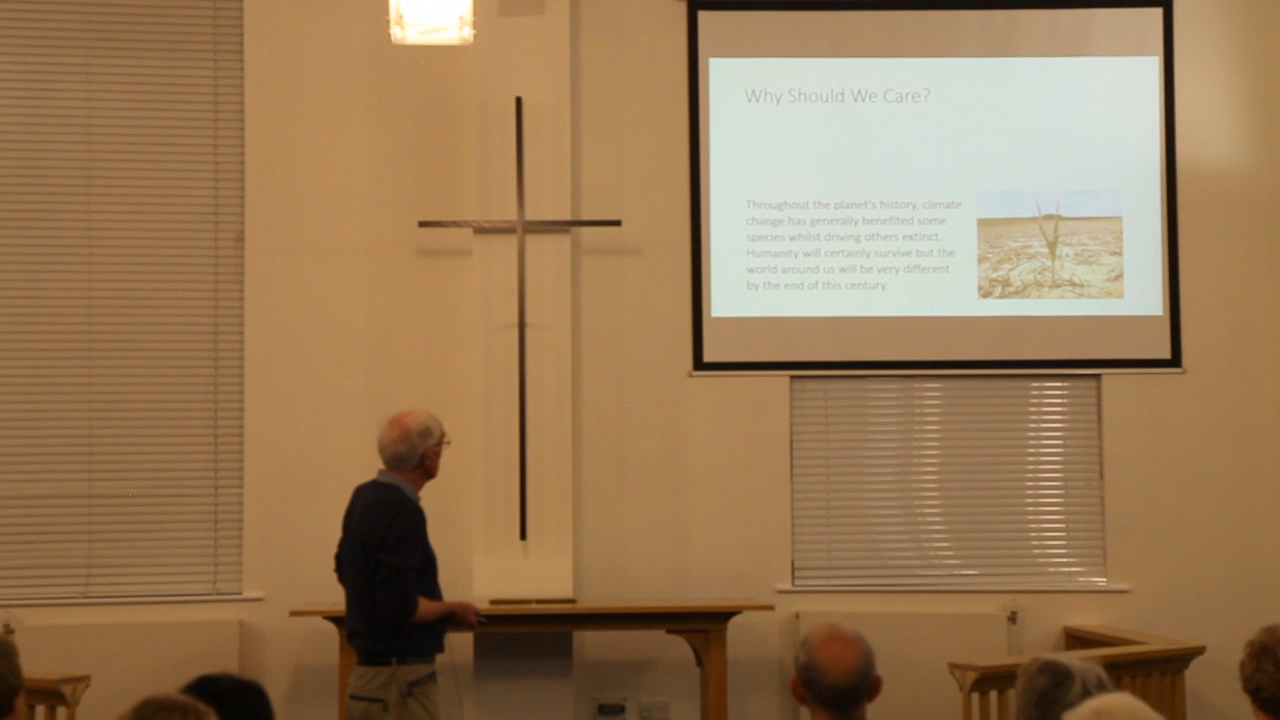 Why Should We Care?
Throughout the planet's history, climate
change has generally benefited some
species whilst driving others extinct.
Humanity will certainly survive but the
world around us will be very different
by the end of this century.